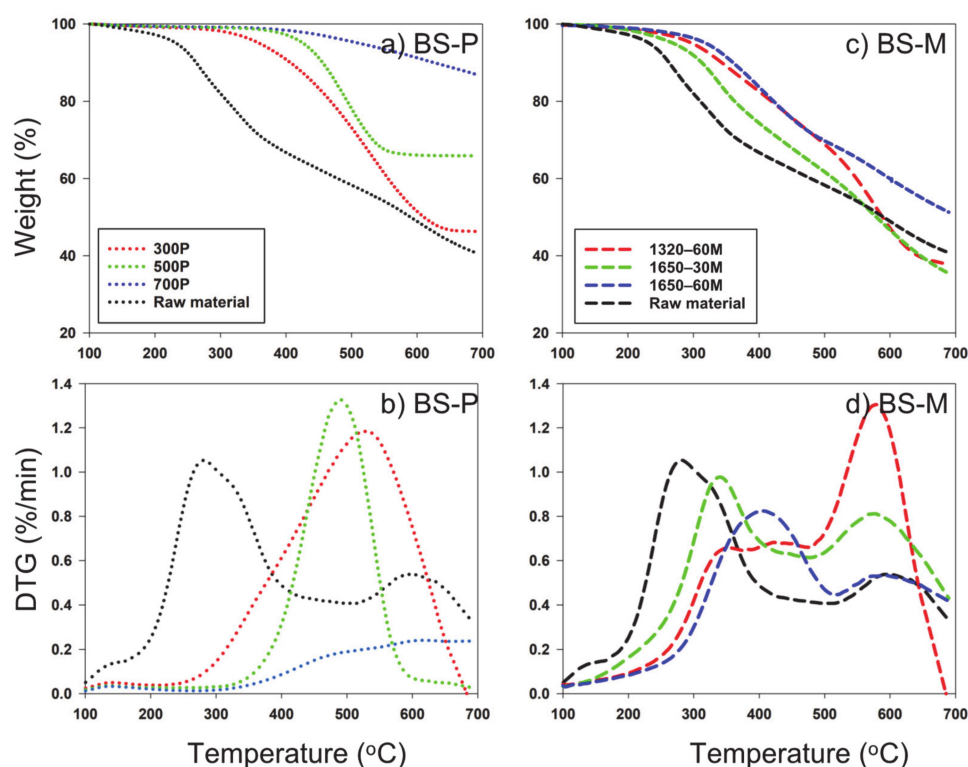 a) BS-P
Weight (%)
100
80
60
40
20
300P
500P
700P
Raw material
100 200 300 400 500 600 700
c) BS-M
100
80
60
40
20
1320–60M
1650–30M
1650–60M
Raw material
100 200 300 400 500 600 700
b) BS-P
DTG (%/min)
1.4
1.2
1.0
0.8
0.6
0.4
0.2
0.0
100 200 300 400 500 600 700
Temperature (°C)
d) BS-M
1.4
1.2
1.0
0.8
0.6
0.4
0.2
0.0
100 200 300 400 500 600 700
Temperature (°C)